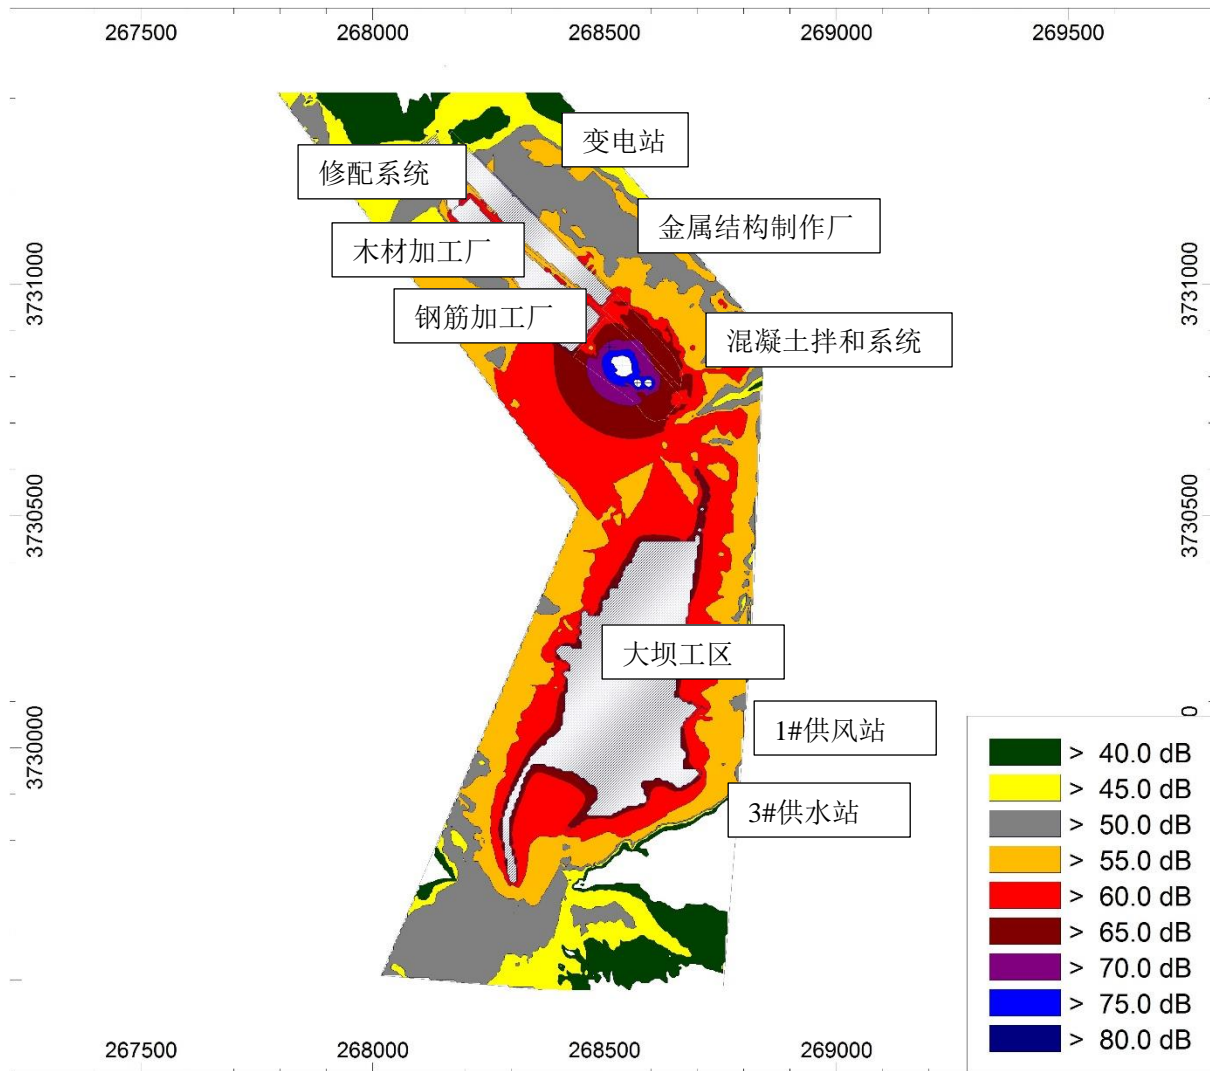 267500 268000 268500 269000 269500
变电站
修配系统
金属结构制作厂
木材加工厂
钢筋加工厂
混凝土拌和系统
3731000
3731000
3730500
3730500
大坝工区
1#供风站
3730000
0
3#供水站
> 40.0 dB
> 45.0 dB
> 50.0 dB
> 55.0 dB
> 60.0 dB
> 65.0 dB
> 70.0 dB
> 75.0 dB
> 80.0 dB
267500 268000 268500 269000